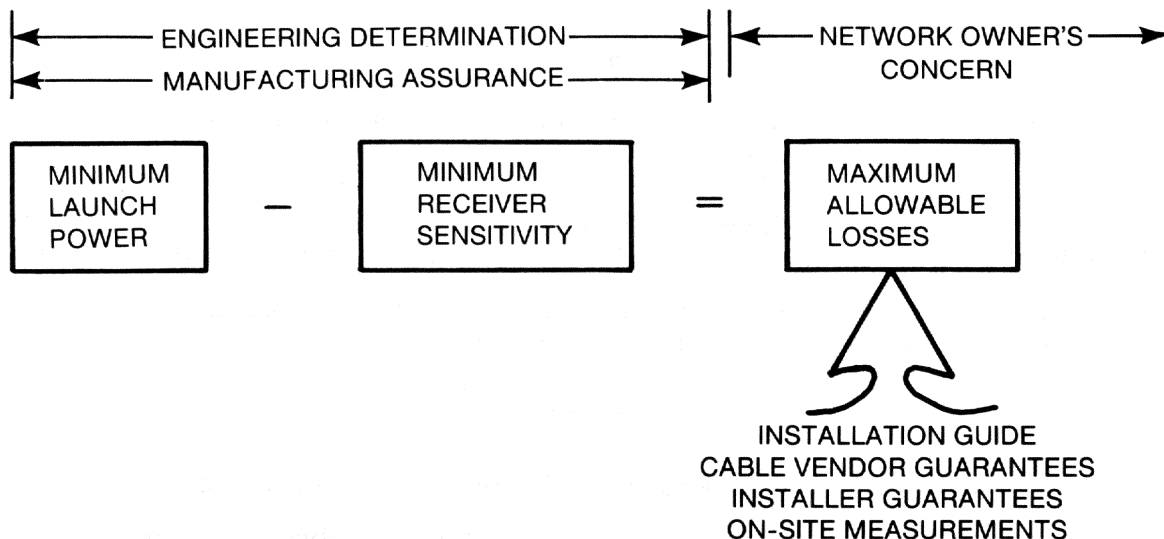 ENGINEERING DETERMINATION
MANUFACTURING ASSURANCE
NETWORK OWNER'S
CONCERN
MINIMUM
LAUNCH
POWER
−
MINIMUM
RECEIVER
SENSITIVITY
=
MAXIMUM
ALLOWABLE
LOSSES
INSTALLATION GUIDE
CABLE VENDOR GUARANTEES
INSTALLER GUARANTEES
ON-SITE MEASUREMENTS